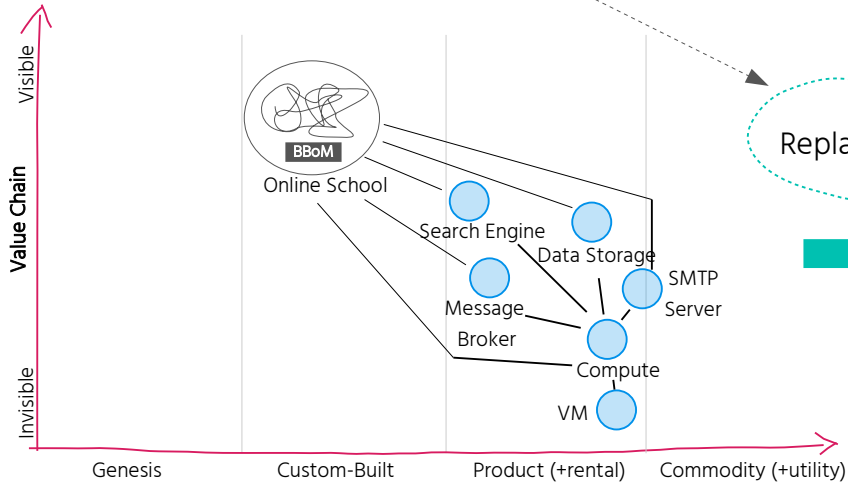 Visible
BBoM
Repla
Online School
Value Chain
Search Engine
Data Storage
SMTP
Server
Message
Broker
Compute
Invisible
VM
Genesis
Custom-Built
Product (+rental)
Commodity (+utility)